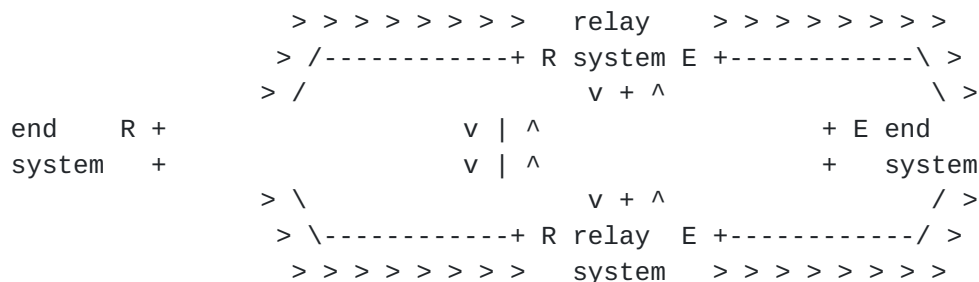 > > > > > > > >   relay    > > > > > > > >
                 > /------------+ R system E +------------\ >
                > /                  v + ^                 \ >
end    R +                   v | ^                  + E end
system   +                   v | ^                  +   system
                > \                  v + ^                 / >
                 > \------------+ R relay  E +------------/ >
                  > > > > > > > >   system   > > > > > > > >